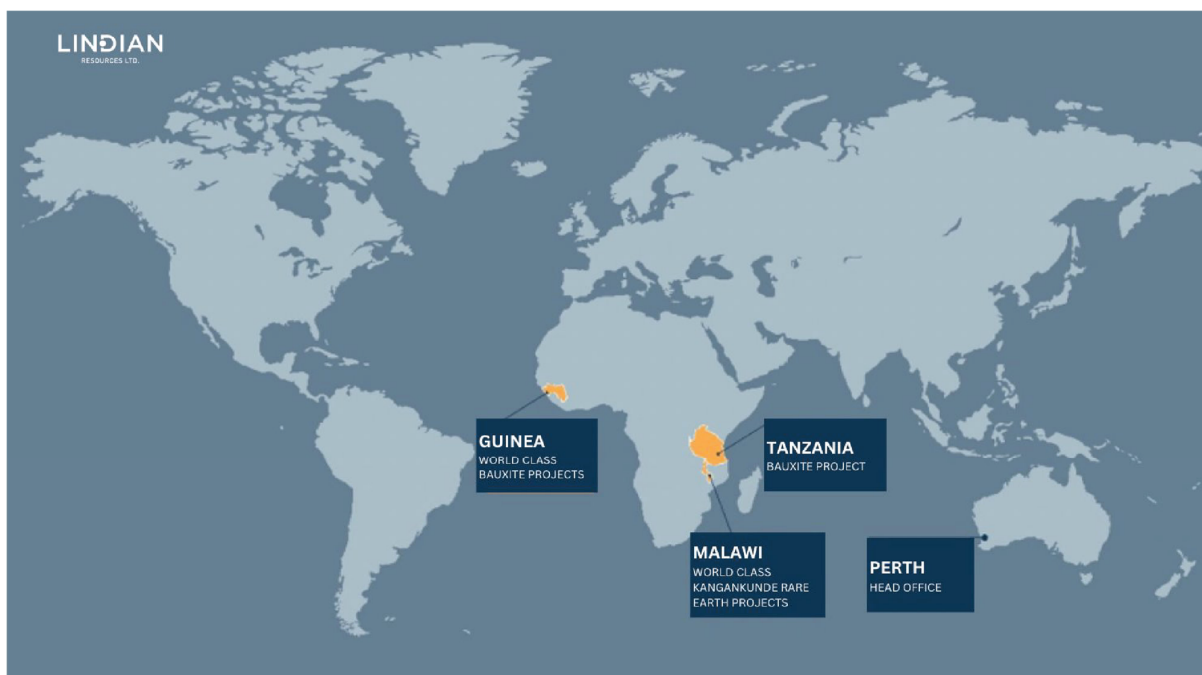 LINDIAN
RESOURCES LTD.
GUINEA
WORLD CLASS
BAUXITE PROJECTS
TANZANIA
BAUXITE PROJECT
MALAWI
WORLD CLASS
KANGANKUNDE RARE
EARTH PROJECTS
PERTH
HEAD OFFICE